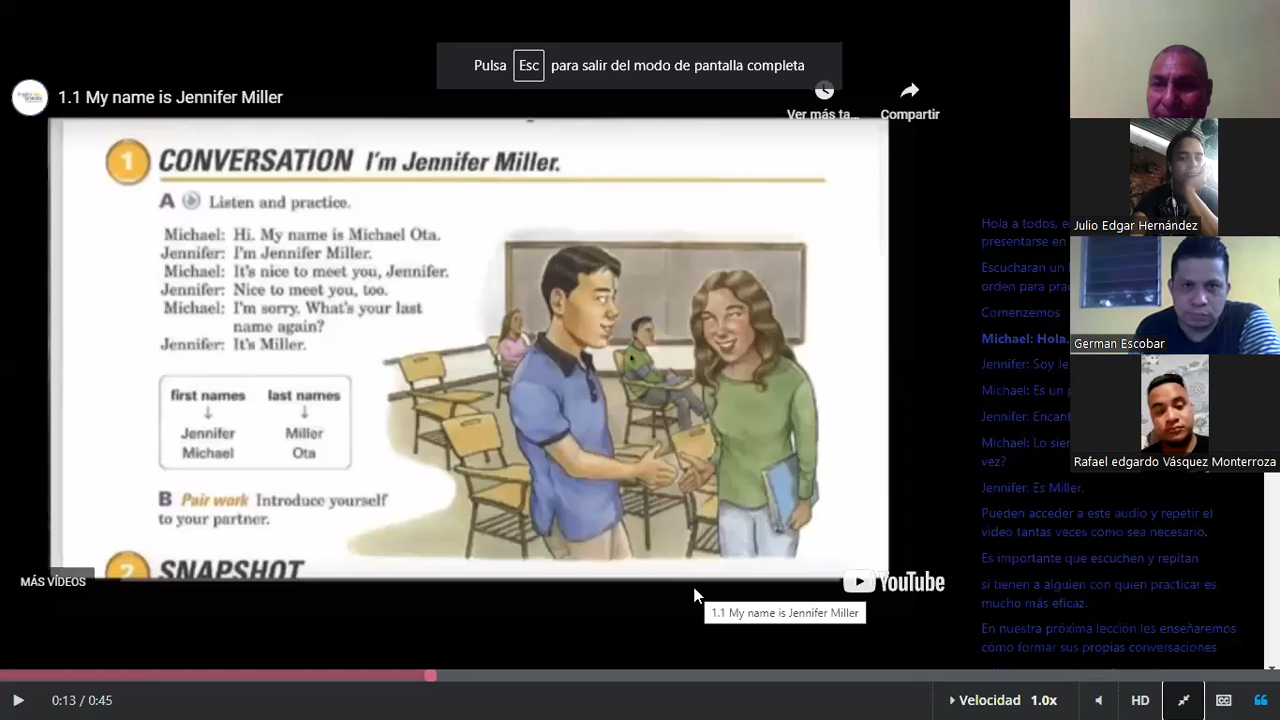 Pulsa Esc para salir del modo de pantalla completa
1.1 My name is Jennifer Miller
Ver más ta...
Compartir
1 CONVERSATION I'm Jennifer Miller.
A Listen and practice.
Michael: Hi. My name is Michael Ota.
Jennifer: I'm Jennifer Miller.
Michael: It's nice to meet you, Jennifer.
Jennifer: Nice to meet you, too.
Michael: I'm sorry. What's your last
name again?
Jennifer: It's Miller.
first names last names
↓ ↓
Jennifer Miller
Michael Ota
B Pair work Introduce yourself
to your partner.
2 SNAPSHOT
MÁS VÍDEOS
YouTube
1.1 My name is Jennifer Miller
0:13 / 0:45
Velocidad 1.0x
HD
CC
Julio Edgar Hernández
German Escobar
Rafael edgardo Vásquez Monterroza
Hola a todos,
presentarse en
Escucharan un
orden para
Comenzemos
Michael: Hola.
Jennifer: Soy
Michael: Es un
Jennifer:
Michael: Lo
vez?
Jennifer: Es Miller.
Pueden acceder a este audio y repetir el
video tantas veces como sea necesario.
Es importante que escuchen y repitan
si tienen a alguien con quien practicar es
mucho más eficaz.
En nuestra próxima lección les enseñaremos
cómo formar sus propias conversaciones